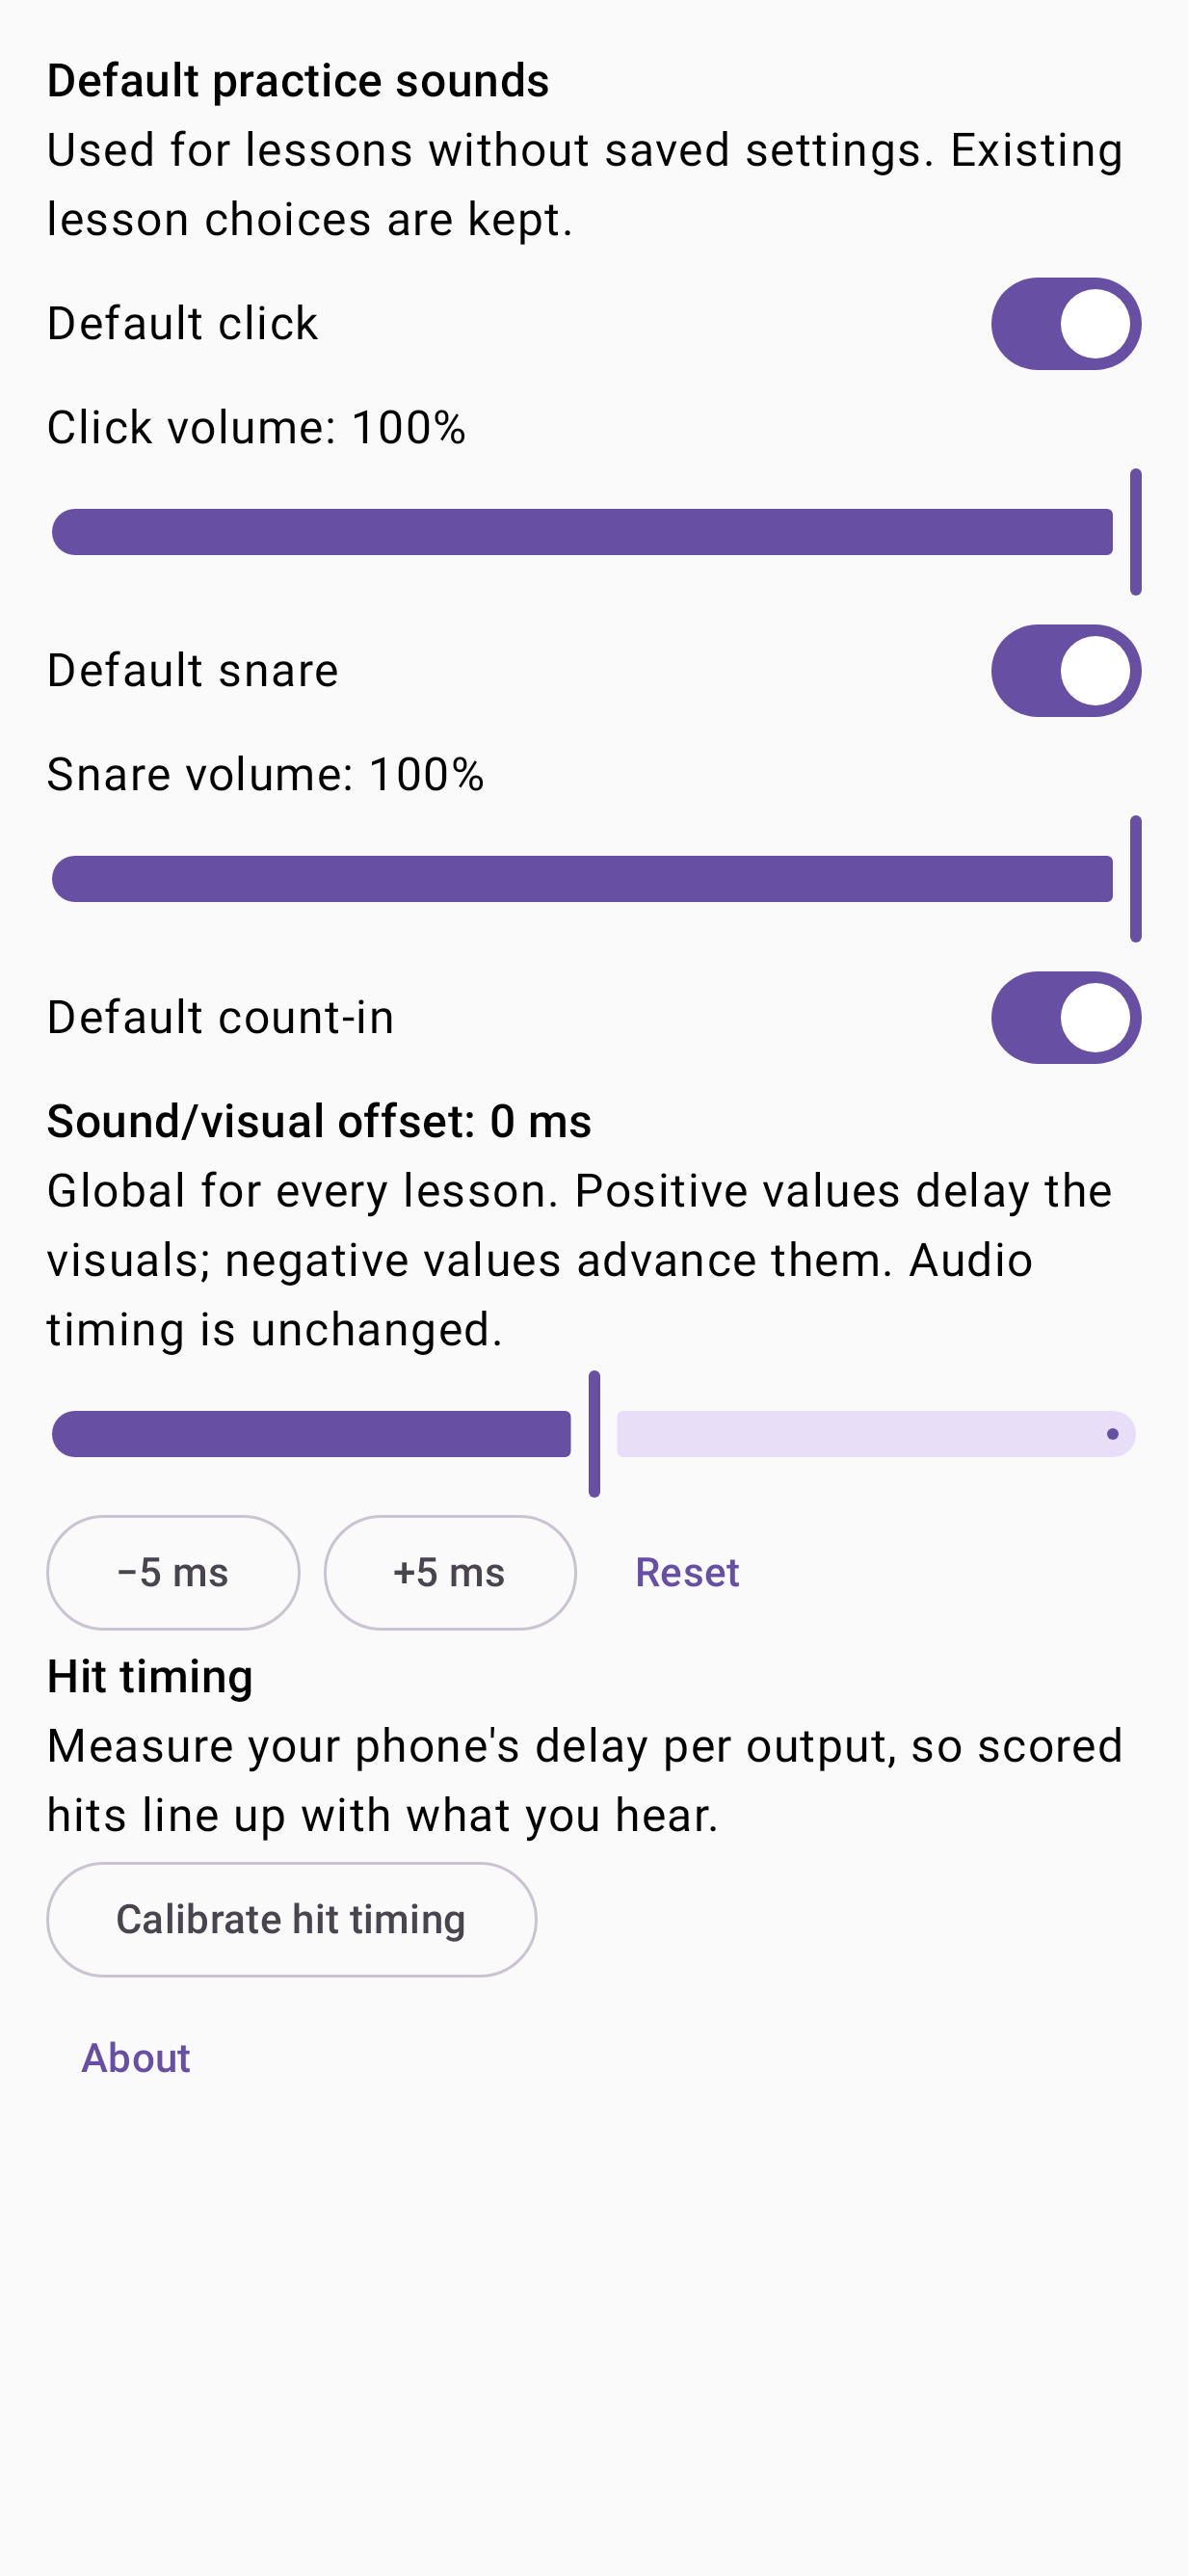 Default practice sounds
Used for lessons without saved settings. Existing
lesson choices are kept.
Default click
Click volume: 100%
Default snare
Snare volume: 100%
Default count-in
Sound/visual offset: 0 ms
Global for every lesson. Positive values delay the
visuals; negative values advance them. Audio
timing is unchanged.
−5 ms
+5 ms
Reset
Hit timing
Measure your phone's delay per output, so scored
hits line up with what you hear.
Calibrate hit timing
About